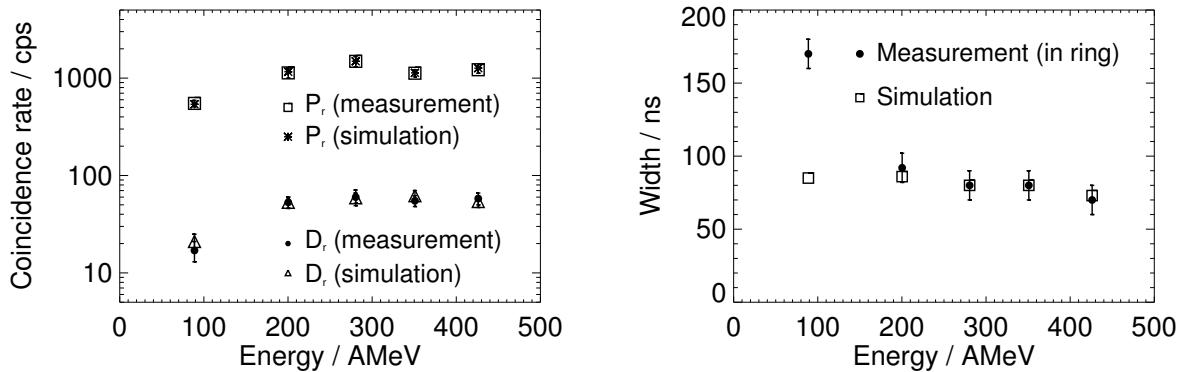 Coincidence rate / cps
1000
100
10
P_r (measurement)
P_r (simulation)
D_r (measurement)
D_r (simulation)
0 100 200 300 400 500
Energy / AMeV
Width / ns
200
150
100
50
0
Measurement (in ring)
Simulation
0 100 200 300 400 500
Energy / AMeV